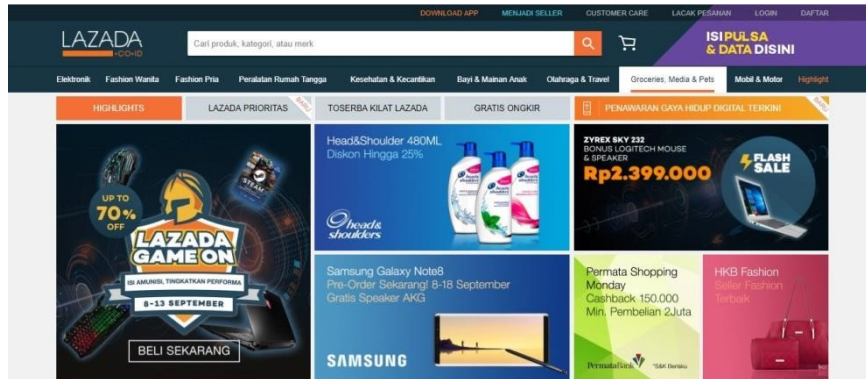 DOWNLOAD APP
MENJADI SELLER
CUSTOMER CARE
LACAK PESANAN
LOGIN
DAFTAR
LAZADA
.CO.ID
Cari produk, kategori, atau merk
ISI PULSA
& DATA DISINI
Elektronik
Fashion Wanita
Fashion Pria
Peralatan Rumah Tangga
Kesehatan & Kecantikan
Bayi & Mainan Anak
Olahraga & Travel
Groceries, Media & Pets
Mobil & Motor
Highlight
HIGHLIGHTS
LAZADA PRIORITAS
BARU
TOSERBA KILAT LAZADA
GRATIS ONGKIR
PENAWARAN GAYA HIDUP DIGITAL TERKINI
BARU
STEAM
UP TO
70%
OFF
LAZADA
GAME ON
ISI AMUNISI, TINGKATKAN PERFORMA
8-13 SEPTEMBER
BELI SEKARANG
Head&Shoulder 480ML
Diskon Hingga 25%
head&
shoulders
ZYREX SKY 232
BONUS LOGITECH MOUSE
& SPEAKER
Rp2.399.000
FLASH
SALE
Samsung Galaxy Note8
Pre-Order Sekarang! 8-18 September
Gratis Speaker AKG
SAMSUNG
Permata Shopping
Monday
Cashback 150.000
Min. Pembelian 2Juta
PermataBank
*S&K Berlaku
HKB Fashion
Seller Fashion
Terbaik